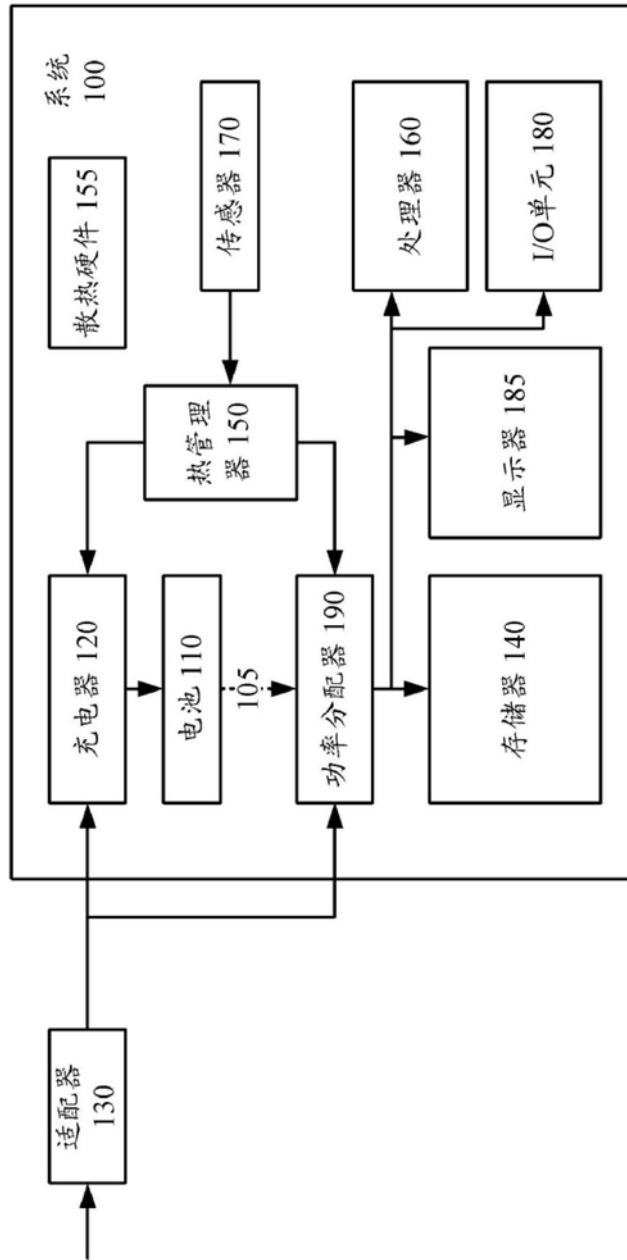 系统
100
散热硬件 155
传感器 170
热管理
器 150
充电器 120
电池 110
105
功率分配器 190
处理器 160
I/O单元 180
显示器 185
存储器 140
适配器
130